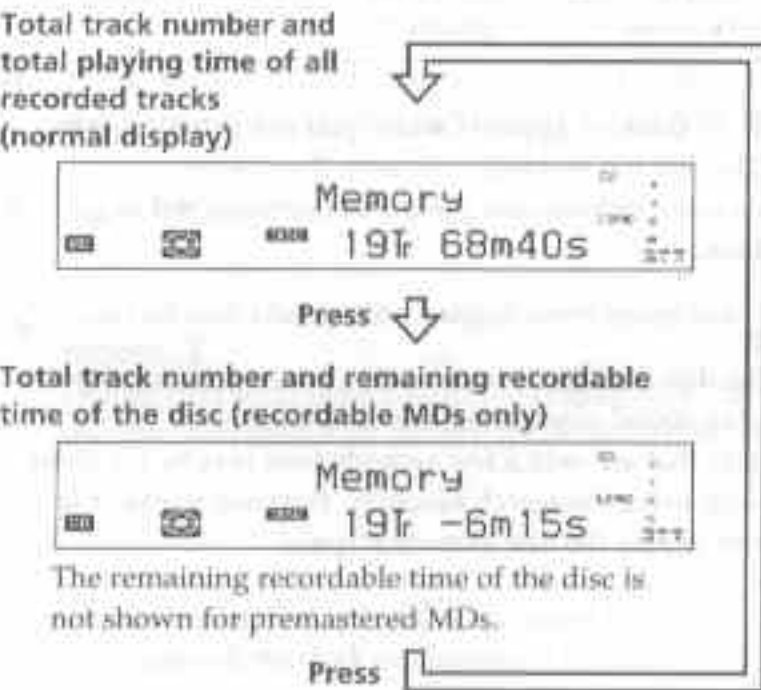 Total track number and
total playing time of all
recorded tracks
(normal display)
Memory
19Tr 68m40s
Press
Total track number and remaining recordable
time of the disc (recordable MDs only)
Memory
19Tr -6m15s
The remaining recordable time of the disc is
not shown for premastered MDs.
Press